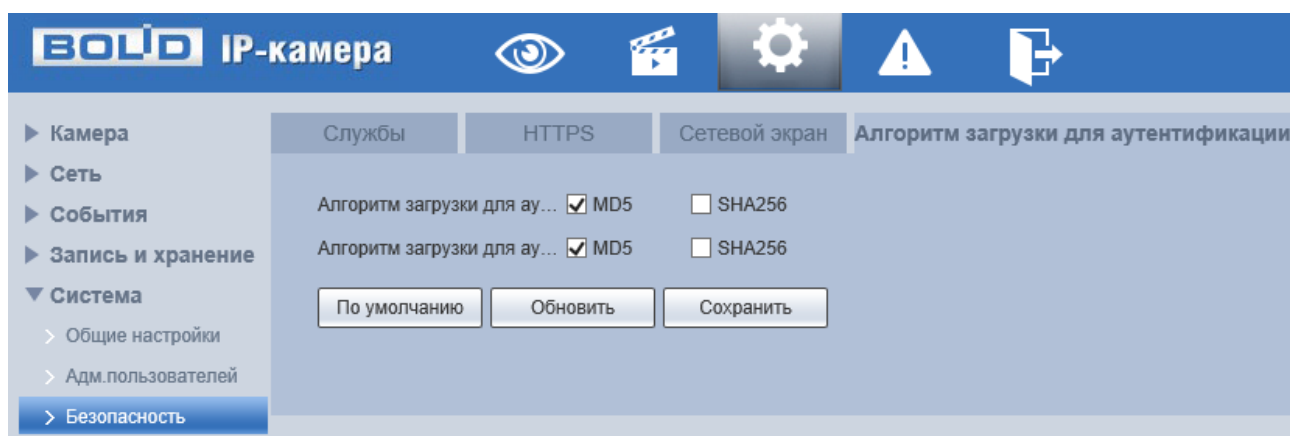 BOLID IP-камера
Камера
Сеть
События
Запись и хранение
Система
Общие настройки
Адм.пользователей
Безопасность
Службы HTTPS Сетевой экран Алгоритм загрузки для аутентификации
Алгоритм загрузки для ау... MD5 SHA256
Алгоритм загрузки для ау... MD5 SHA256
По умолчанию Обновить Сохранить